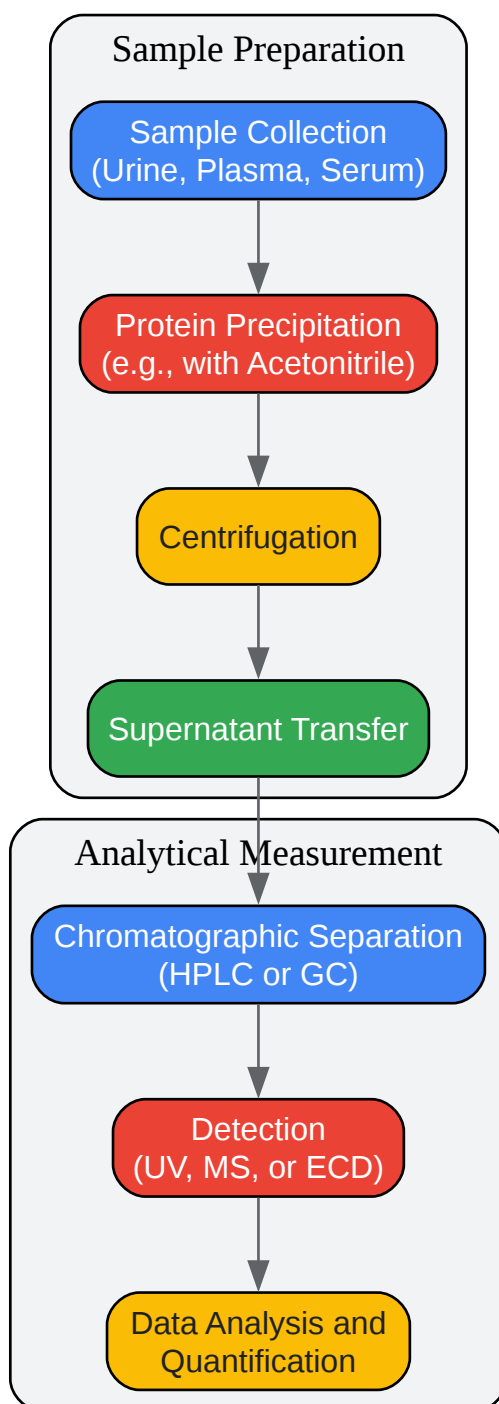 Sample Preparation
Sample Collection
(Urine, Plasma, Serum)
Protein Precipitation
(e.g., with Acetonitrile)
Centrifugation
Supernatant Transfer
Analytical Measurement
Chromatographic Separation
(HPLC or GC)
Detection
(UV, MS, or ECD)
Data Analysis and
Quantification